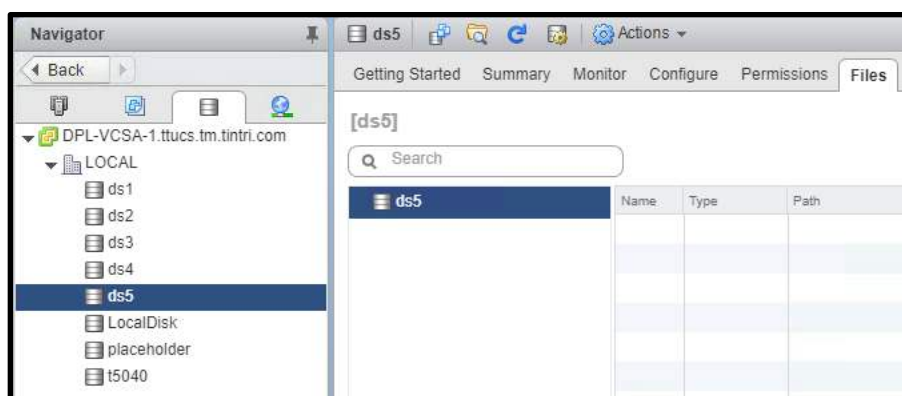 Navigator
Back
DPL-VCSA-1.ttucs.tm.tintri.com
LOCAL
ds1
ds2
ds3
ds4
ds5
LocalDisk
placeholder
t5040
ds5 Actions
Getting Started Summary Monitor Configure Permissions Files
[ds5]
Search
ds5
Name Type Path